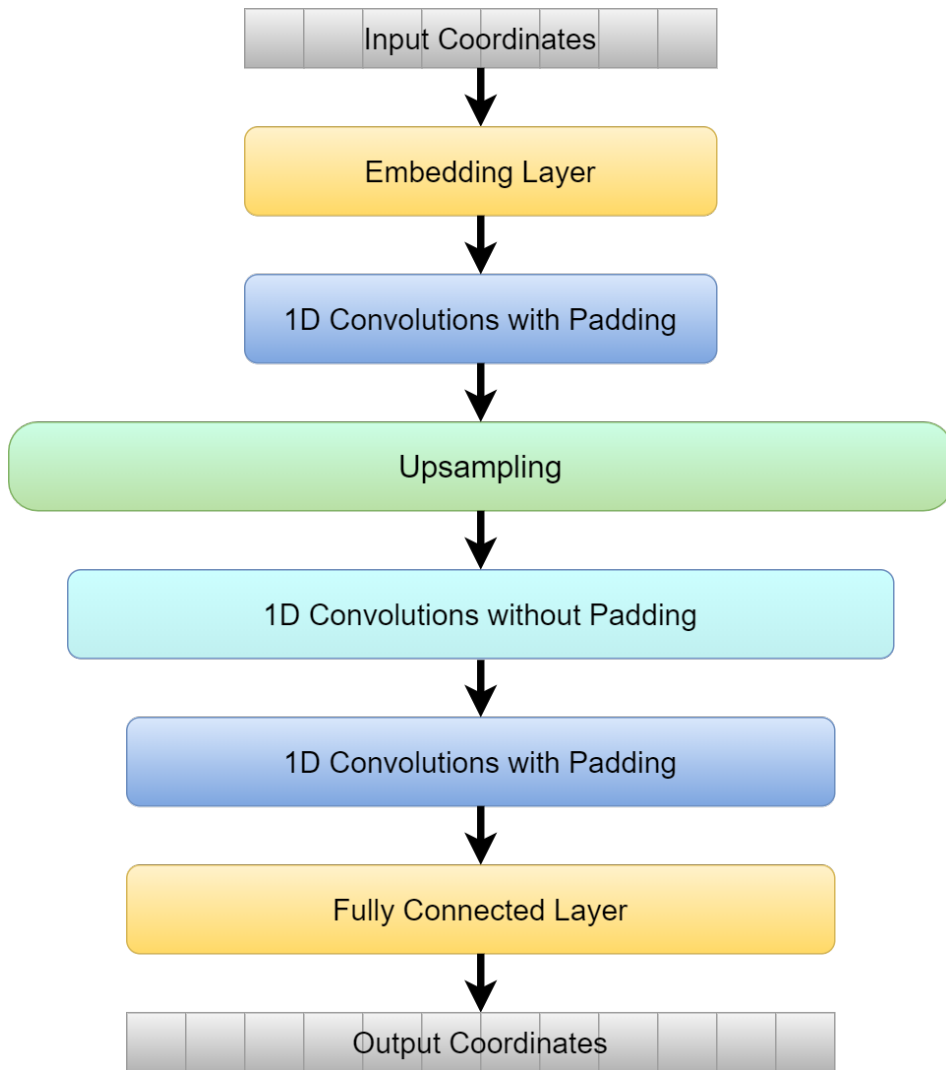 Input Coordinates
Embedding Layer
1D Convolutions with Padding
Upsampling
1D Convolutions without Padding
1D Convolutions with Padding
Fully Connected Layer
Output Coordinates